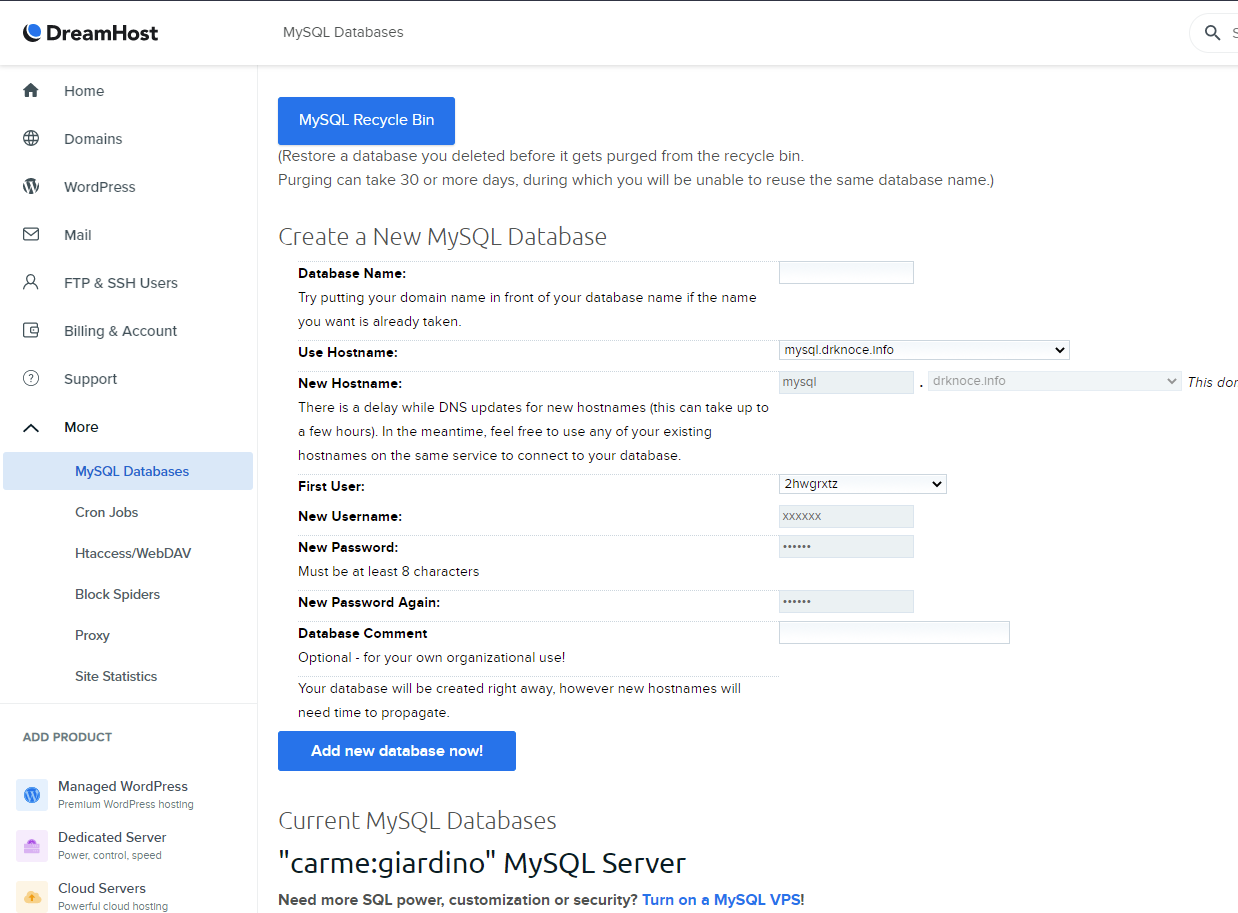 DreamHost
MySQL Databases
Home
Domains
WordPress
Mail
FTP & SSH Users
Billing & Account
Support
More
MySQL Databases
Cron Jobs
Htaccess/WebDAV
Block Spiders
Proxy
Site Statistics
ADD PRODUCT
Managed WordPress
Premium WordPress hosting
Dedicated Server
Power, control, speed
Cloud Servers
Powerful cloud hosting
MySQL Recycle Bin
(Restore a database you deleted before it gets purged from the recycle bin.
Purging can take 30 or more days, during which you will be unable to reuse the same database name.)
Create a New MySQL Database
Database Name:
Try putting your domain name in front of your database name if the name
you want is already taken.
Use Hostname: mysql.drknoce.info
New Hostname: mysql . drknoce.info This
There is a delay while DNS updates for new hostnames (this can take up to
a few hours). In the meantime, feel free to use any of your existing
hostnames on the same service to connect to your database.
First User: 2hwgrxtz
New Username: xxxxxx
New Password: ••••••
Must be at least 8 characters
New Password Again: ••••••
Database Comment
Optional - for your own organizational use!
Your database will be created right away, however new hostnames will
need time to propagate.
Add new database now!
Current MySQL Databases
"carme:giardino" MySQL Server
Need more SQL power, customization or security? Turn on a MySQL VPS!